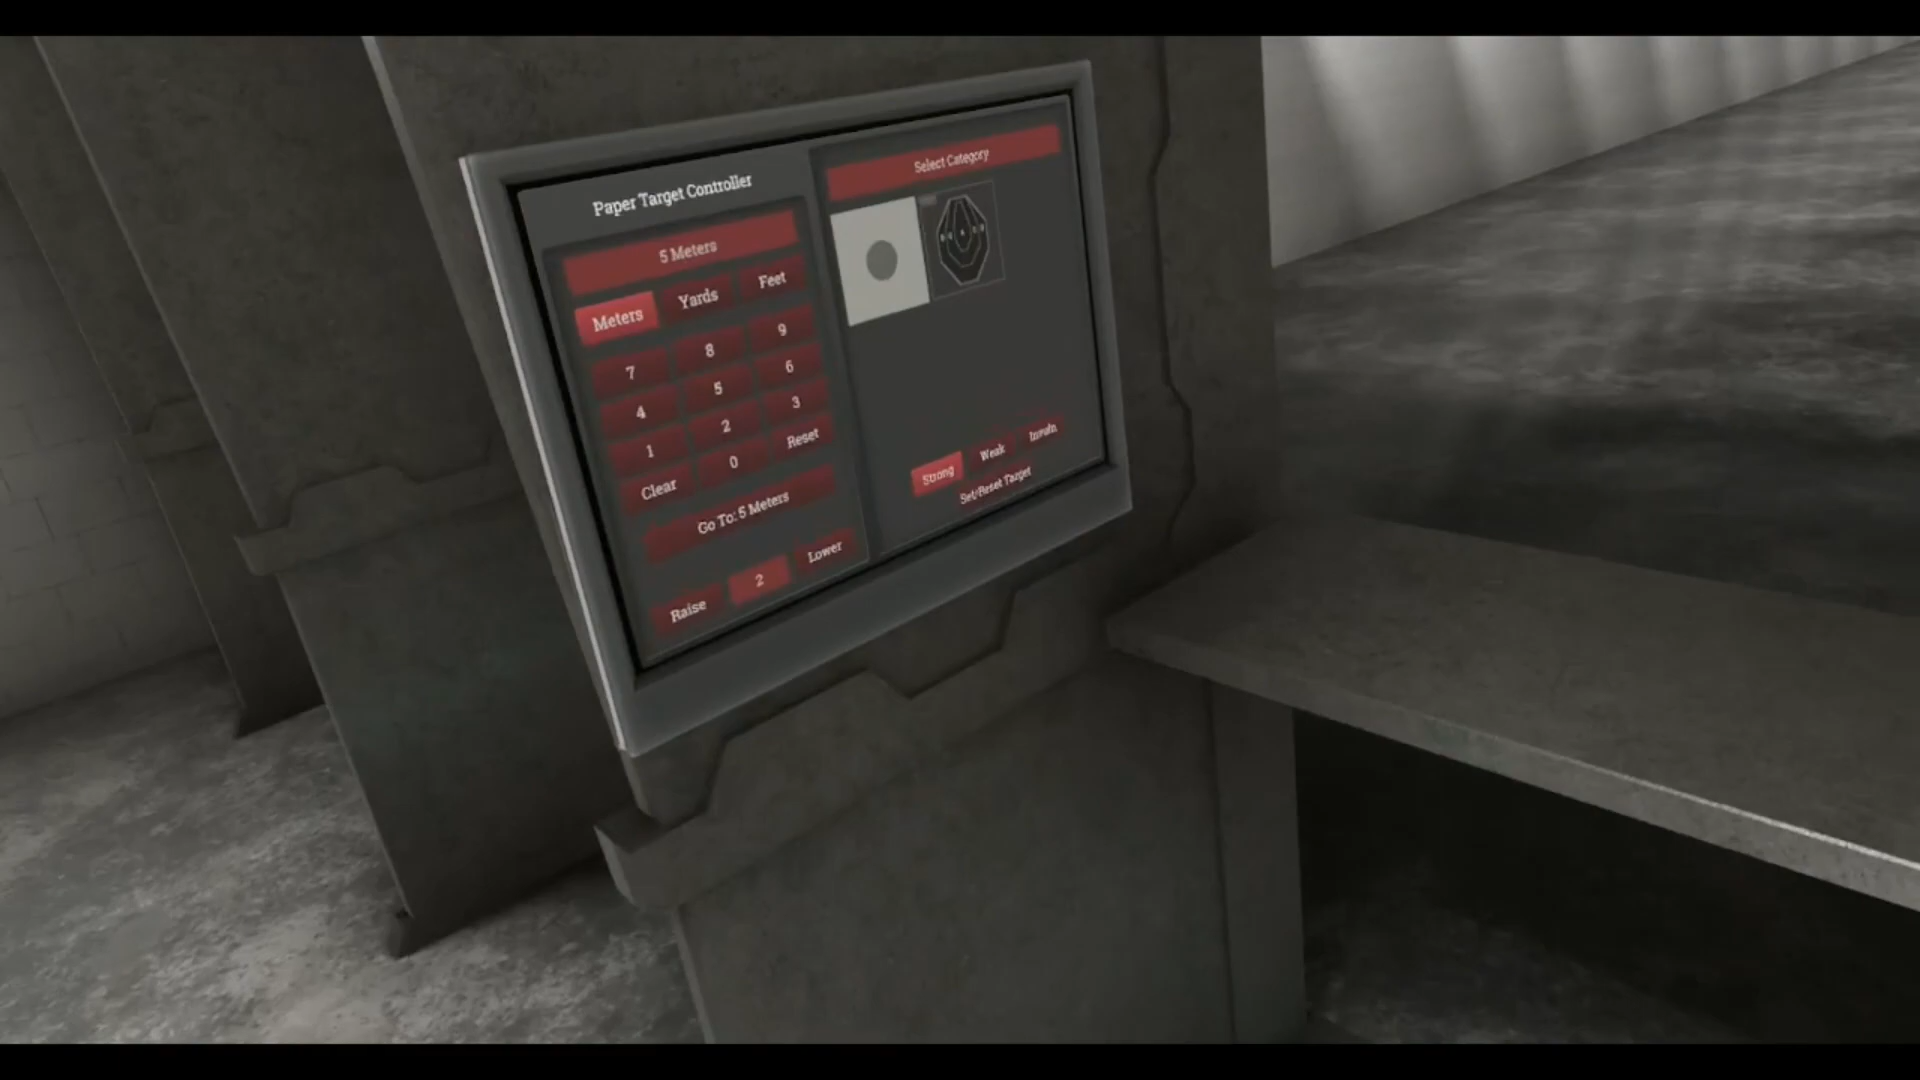 Paper Target Controller
5 Meters
Meters Yards Feet
7 8 9
4 5 6
1 2 3
Clear 0 Reset
Go To: 5 Meters
Raise 2 Lower
Select Category
Strong Weak Invuln
Set/Reset Target